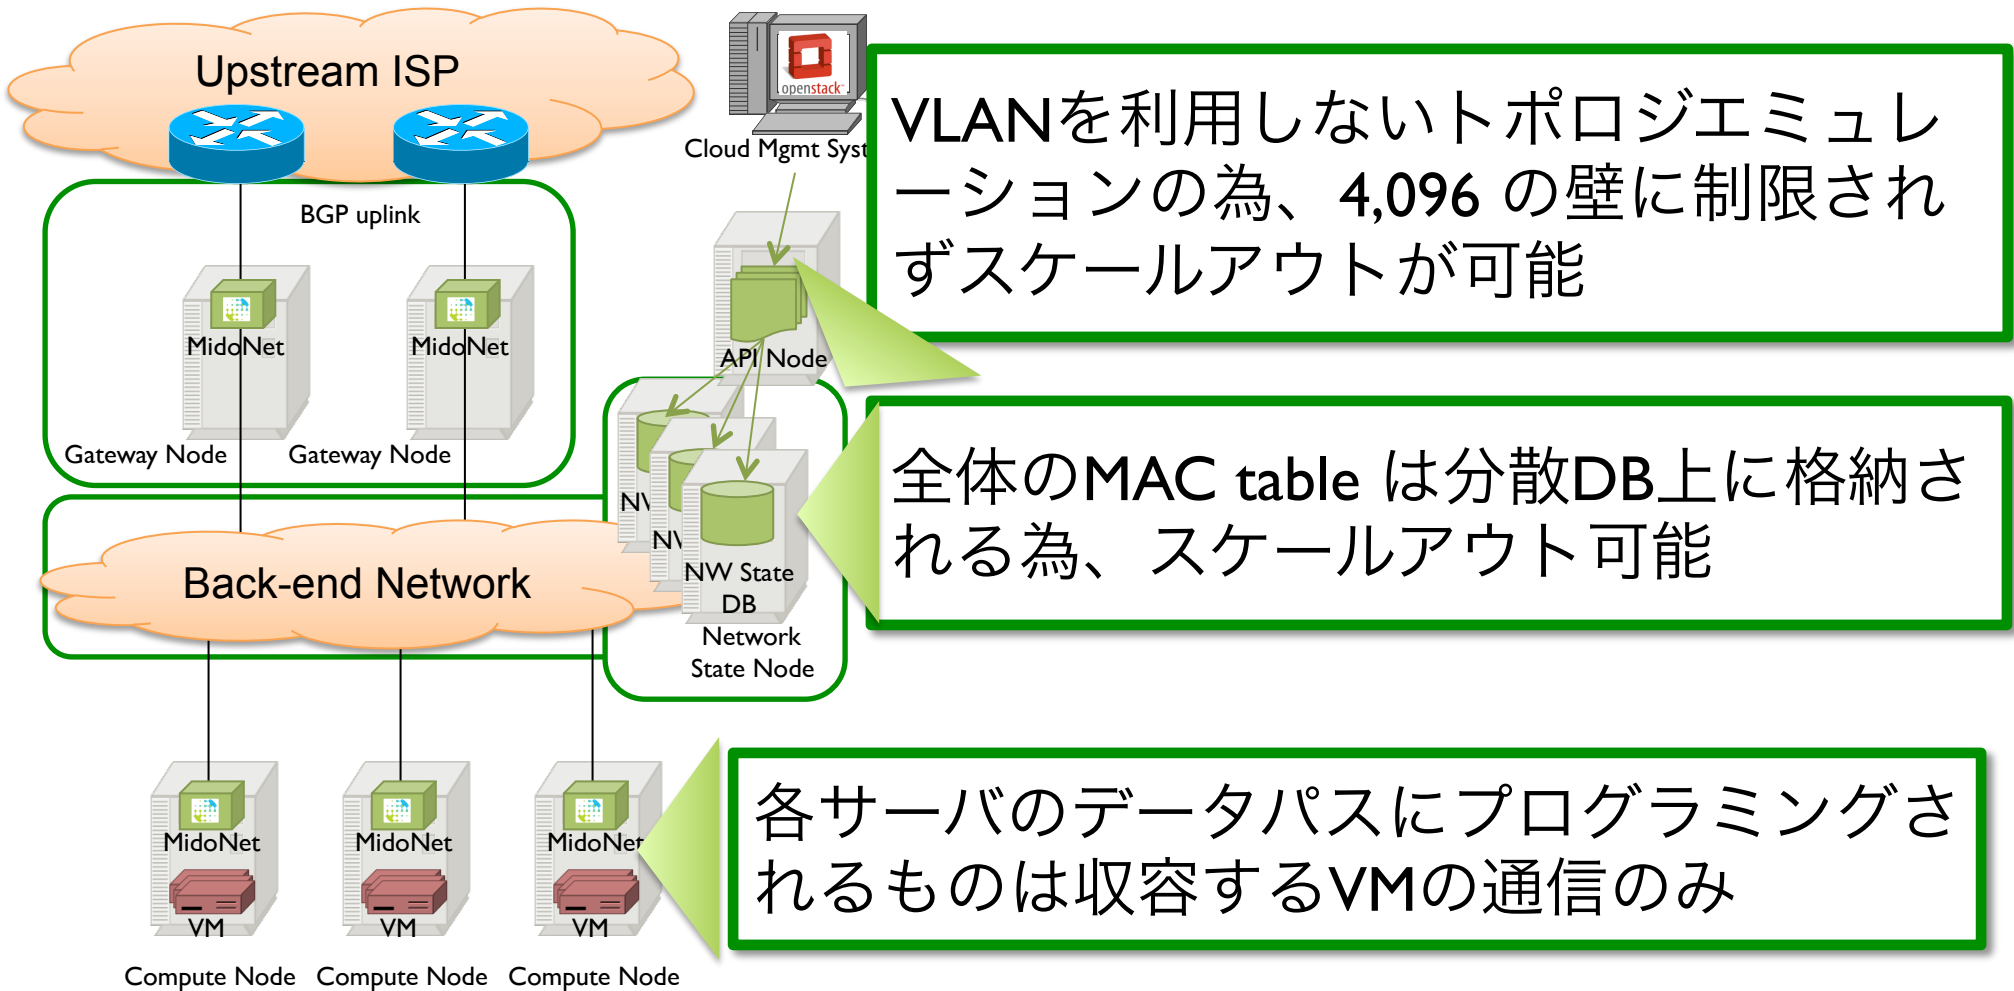 Upstream ISP
openstack
Cloud Mgmt Syst
BGP uplink
MidoNet
MidoNet
API Node
Gateway Node
Gateway Node
VLANを利用しないトポロジエミュレ
ーションの為、4,096 の壁に制限され
ずスケールアウトが可能
NW
NW
NW State
DB
Network
State Node
Back-end Network
全体のMAC table は分散DB上に格納さ
れる為、スケールアウト可能
MidoNet
MidoNet
MidoNet
VM
VM
VM
Compute Node
Compute Node
Compute Node
各サーバのデータパスにプログラミングさ
れるものは収容するVMの通信のみ